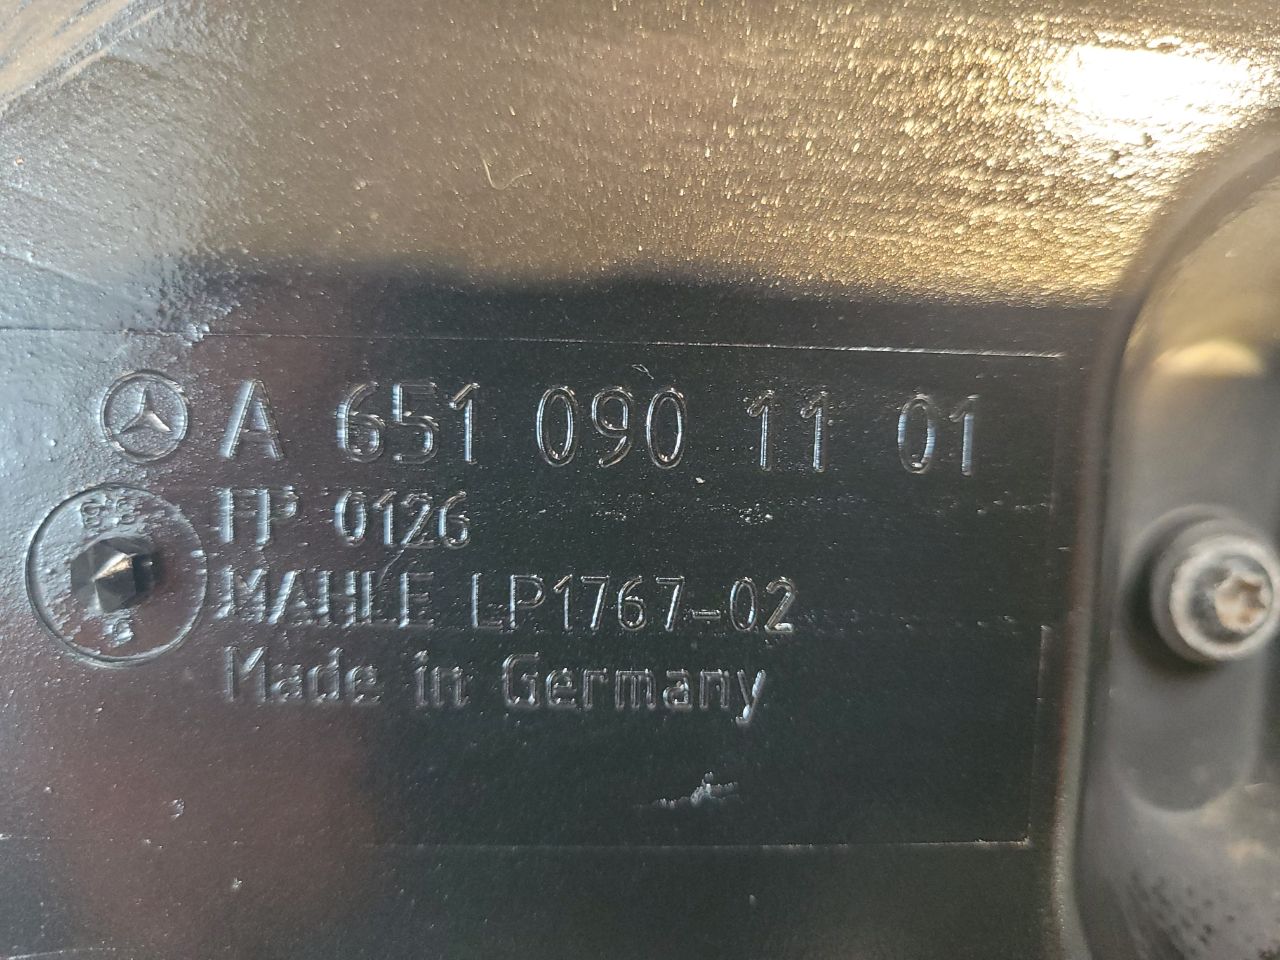 A 651 090 11 01
FP 0126
MAHLE LP1767-02
Made in Germany